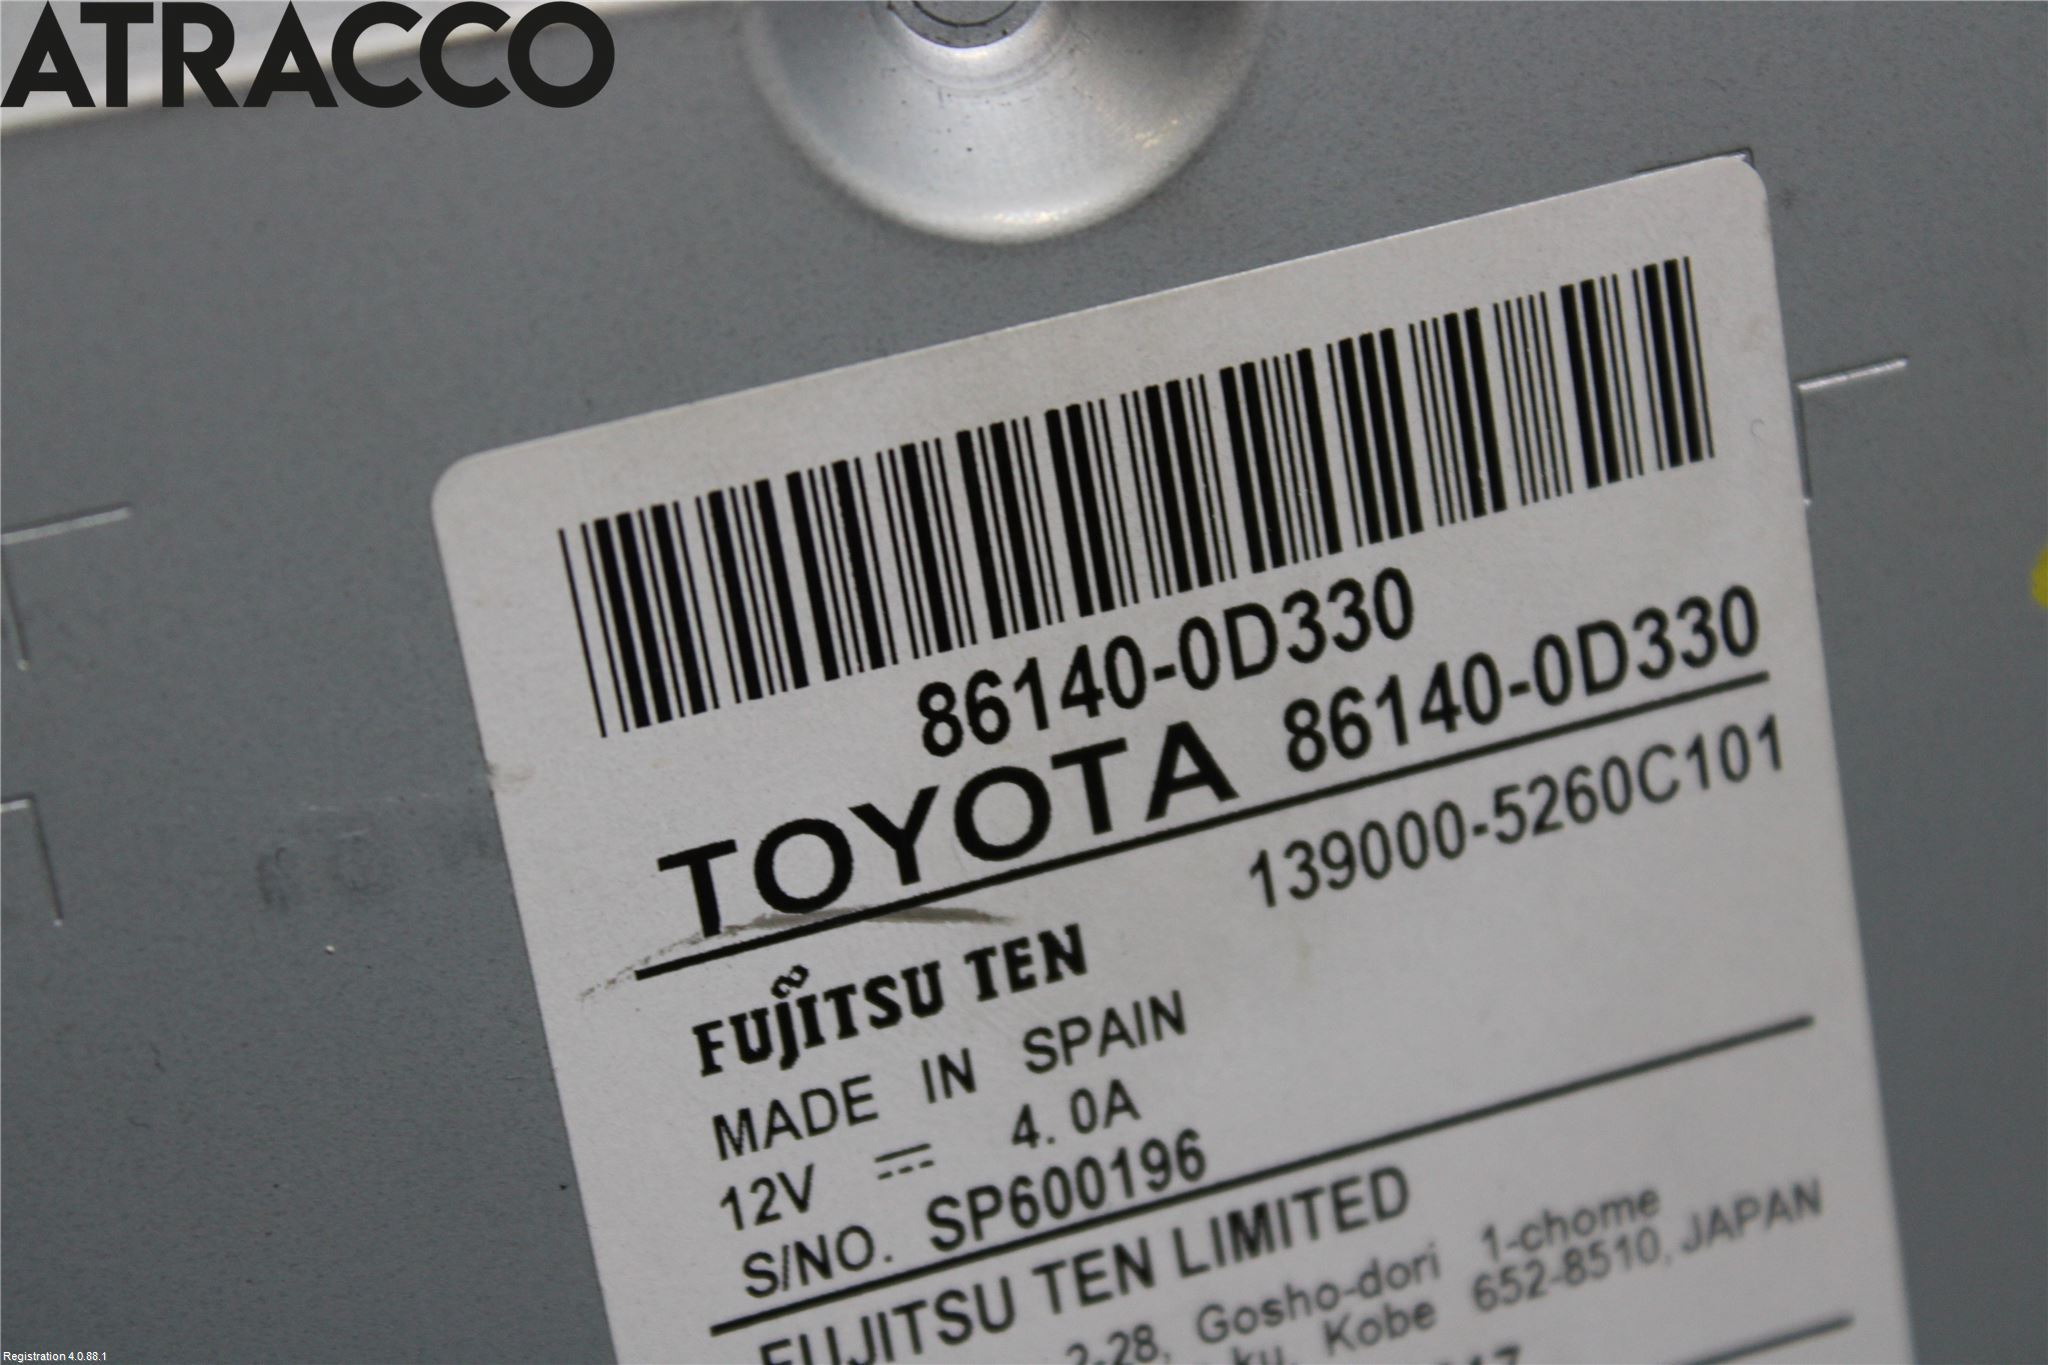 ATRACCO
86140-0D330
TOYOTA 86140-0D330
139000-5260C101
FUJITSU TEN
MADE IN SPAIN
12V ⎓ 4.0A
S/NO. SP600196
FUJITSU TEN LIMITED
2-28, Gosho-dori 1-chome
ku, Kobe 652-8510, JAPAN
Registration 4.0.88.1